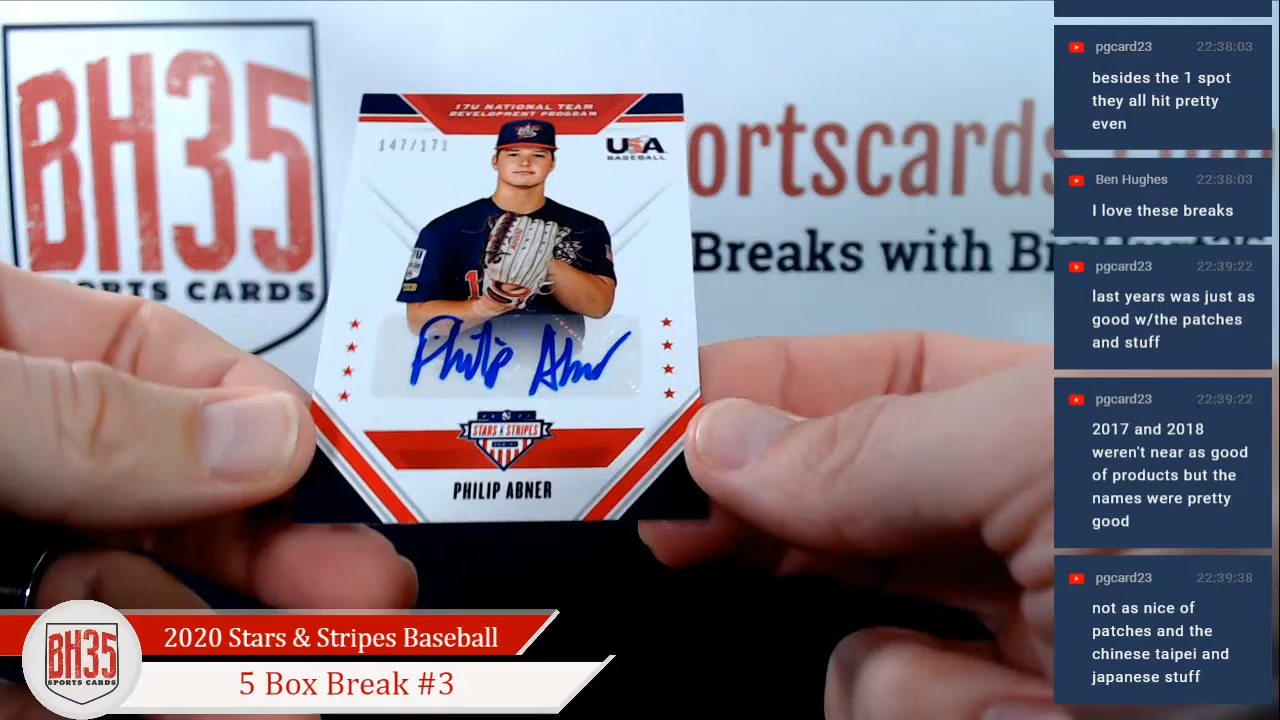 BH35
SPORTS CARDS
ortscards
Breaks with Bi
17U NATIONAL TEAM
DEVELOPMENT PROGRAM
147/171
USA
BASEBALL
Philip Abner
STARS & STRIPES
PHILIP ABNER
BH35
SPORTS CARDS
2020 Stars & Stripes Baseball
5 Box Break #3
pgcard23 22:38:03
besides the 1 spot
they all hit pretty
even
Ben Hughes 22:38:03
I love these breaks
pgcard23 22:39:22
last years was just as
good w/the patches
and stuff
pgcard23 22:39:22
2017 and 2018
weren't near as good
of products but the
names were pretty
good
pgcard23 22:39:38
not as nice of
patches and the
chinese taipei and
japanese stuff